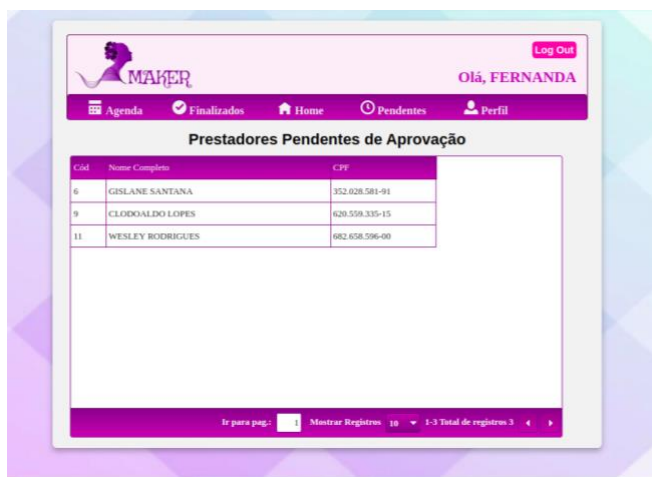 Log Out
MAKER
Olá, FERNANDA
Agenda Finalizados Home Pendentes Perfil
Prestadores Pendentes de Aprovação
Cód Nome Completo CPF
6 GISLANE SANTANA 352.028.581-91
9 CLODOALDO LOPES 620.559.335-15
11 WESLEY RODRIGUES 682.658.596-00
Ir para pag.: 1 Mostrar Registros 10 1-3 Total de registros 3